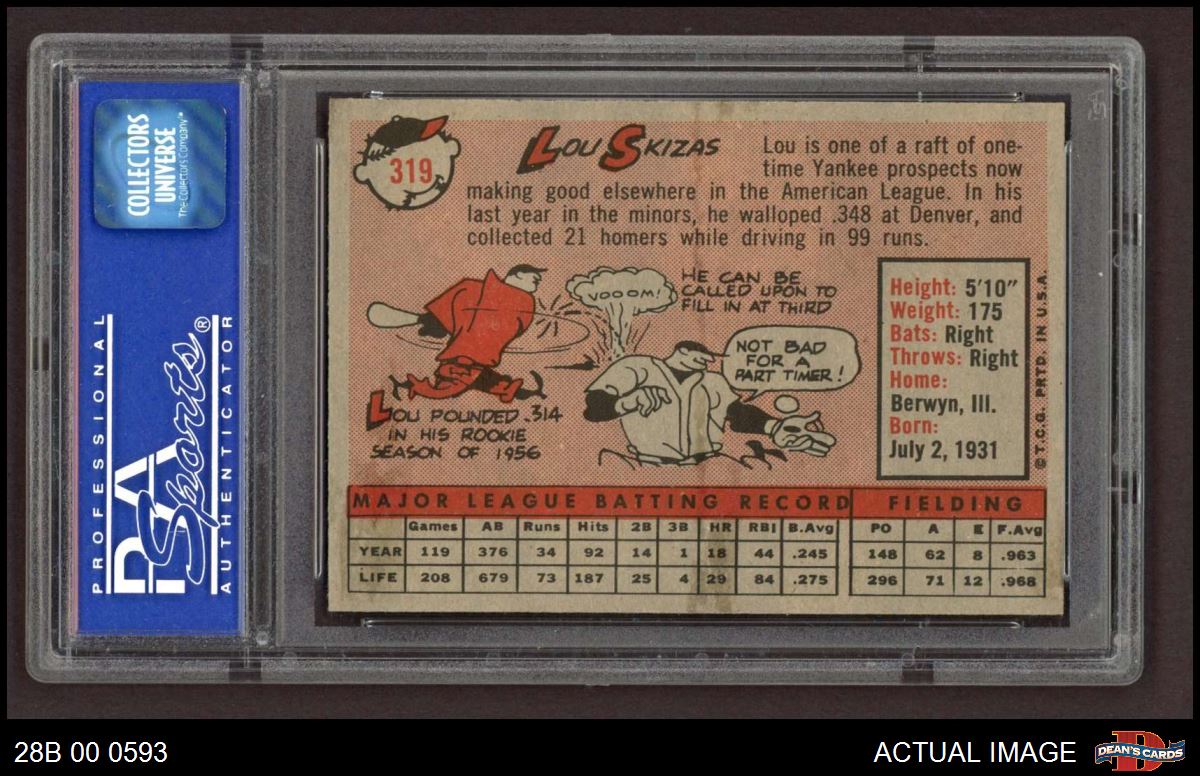 COLLECTORS
UNIVERSE
The Collectors Company™
PROFESSIONAL
PSA
Sports®
AUTHENTICATOR
319
LOU SKIZAS
Lou is one of a raft of one-
time Yankee prospects now
making good elsewhere in the American League. In his
last year in the minors, he walloped .348 at Denver, and
collected 21 homers while driving in 99 runs.
LOU POUNDED .314
IN HIS ROOKIE
SEASON OF 1956
VOOOM!
HE CAN BE
CALLED UPON TO
FILL IN AT THIRD
NOT BAD
FOR A
PART TIMER!
Height: 5'10"
Weight: 175
Bats: Right
Throws: Right
Home:
Berwyn, Ill.
Born:
July 2, 1931
© T.C.G. PRTD. IN U.S.A.
MAJOR LEAGUE BATTING RECORD FIELDING
Games AB Runs Hits 2B 3B HR RBI B.Avg PO A E F.Avg
YEAR 119 376 34 92 14 1 18 44 .245 148 62 8 .963
LIFE 208 679 73 187 25 4 29 84 .275 296 71 12 .968
28B 00 0593
ACTUAL IMAGE
DEAN'S CARDS